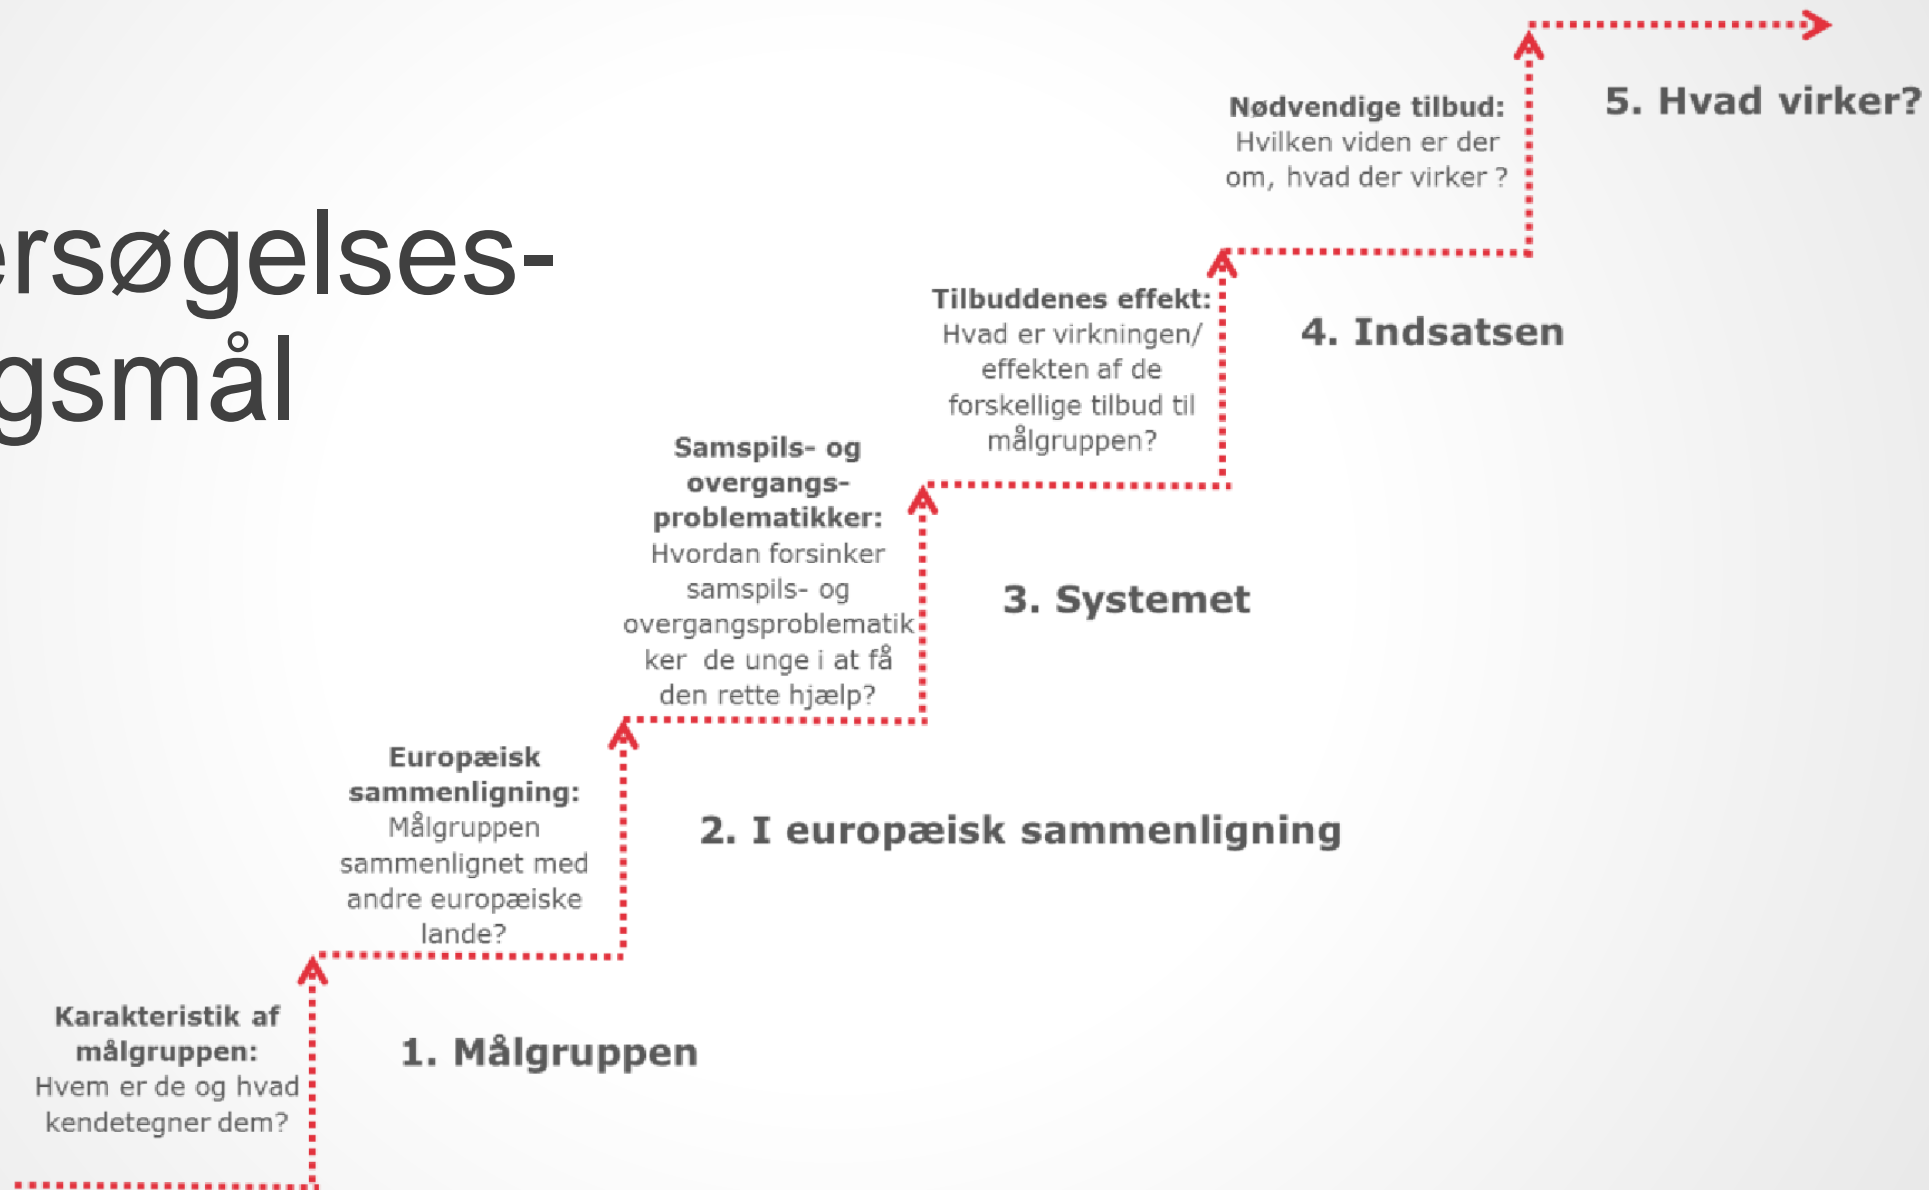 ersøgelses-
gsmål
Nødvendige tilbud:
Hvilken viden er der
om, hvad der virker ?
5. Hvad virker?
Tilbuddenes effekt:
Hvad er virkningen/
effekten af de
forskellige tilbud til
målgruppen?
4. Indsatsen
Samspils- og
overgangs-
problematikker:
Hvordan forsinker
samspils- og
overgangsproblematik
ker de unge i at få
den rette hjælp?
3. Systemet
Europæisk
sammenligning:
Målgruppen
sammenlignet med
andre europæiske
lande?
2. I europæisk sammenligning
Karakteristik af
målgruppen:
Hvem er de og hvad
kendetegner dem?
1. Målgruppen